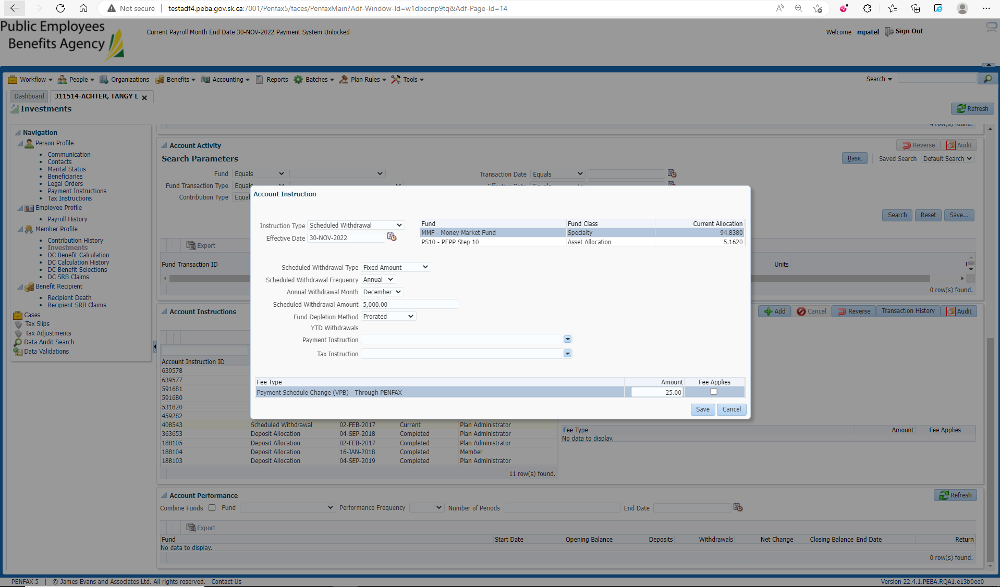 Not secure | testadf4.peba.gov.sk.ca:7001/Penfax5/faces/PenfaxMain?Adf-Window-Id=w1dbecnp9tq&Adf-Page-Id=14
Public Employees
Benefits Agency
Current Payroll Month End Date 30-NOV-2022 Payment System Unlocked
Welcome mpatel Sign Out
Workflow People Organizations Benefits Accounting Reports Batches Plan Rules Tools
Search
Dashboard
311514-ACHTER, TANGY L
Investments
Refresh
Navigation
Person Profile
Communication
Contacts
Marital Status
Beneficiaries
Legal Orders
Payment Instructions
Tax Instructions
Employee Profile
Payroll History
Member Profile
Contribution History
Investments
DC Benefit Calculation
DC Calculation History
DC Benefit Selections
DC SRB Claims
Benefit Recipient
Recipient Death
Recipient SRB Claims
Cases
Tax Slips
Tax Adjustments
Data Audit Search
Data Validations
4 row(s) found.
Account Activity
Reverse Audit
Search Parameters
Basic Saved Search Default Search
Fund Equals
Transaction Date Equals
Fund Transaction Type Equals
Effective Date Equals
Contribution Type Equal
Search Reset Save...
Export
Fund Transaction ID
Units
0 row(s) found.
Account Instruction
Instruction Type Scheduled Withdrawal
Effective Date 30-NOV-2022
Fund Fund Class Current Allocation
MMF - Money Market Fund Specialty 94.8380
PS10 - PEPP Step 10 Asset Allocation 5.1620
Scheduled Withdrawal Type Fixed Amount
Scheduled Withdrawal Frequency Annual
Annual Withdrawal Month December
Scheduled Withdrawal Amount 5,000.00
Fund Depletion Method Prorated
YTD Withdrawals
Payment Instruction
Tax Instruction
Fee Type Amount Fee Applies
Payment Schedule Change (VPB) - Through PENFAX 25.00
Save Cancel
Account Instructions
Add Cancel Reverse Transaction History Audit
Account Instruction ID
639578
639577
591681
591680
531820
459282
408543 Scheduled Withdrawal 02-FEB-2017 Current Plan Administrator
363653 Deposit Allocation 04-SEP-2018 Completed Plan Administrator
188105 Deposit Allocation 02-FEB-2017 Completed Plan Administrator
188104 Deposit Allocation 16-JAN-2018 Completed Member
188103 Deposit Allocation 04-SEP-2019 Completed Plan Administrator
11 row(s) found.
Fee Type Amount Fee Applies
No data to display.
Account Performance
Refresh
Combine Funds Fund Performance Frequency Number of Periods End Date
Export
Fund Start Date Opening Balance Deposits Withdrawals Net Change Closing Balance End Date Return
No data to display.
0 row(s) found.
PENFAX 5 | © James Evans and Associates Ltd. All rights reserved. Contact Us
Version 22.4.1.PEBA.RQA1.e13b0ee0